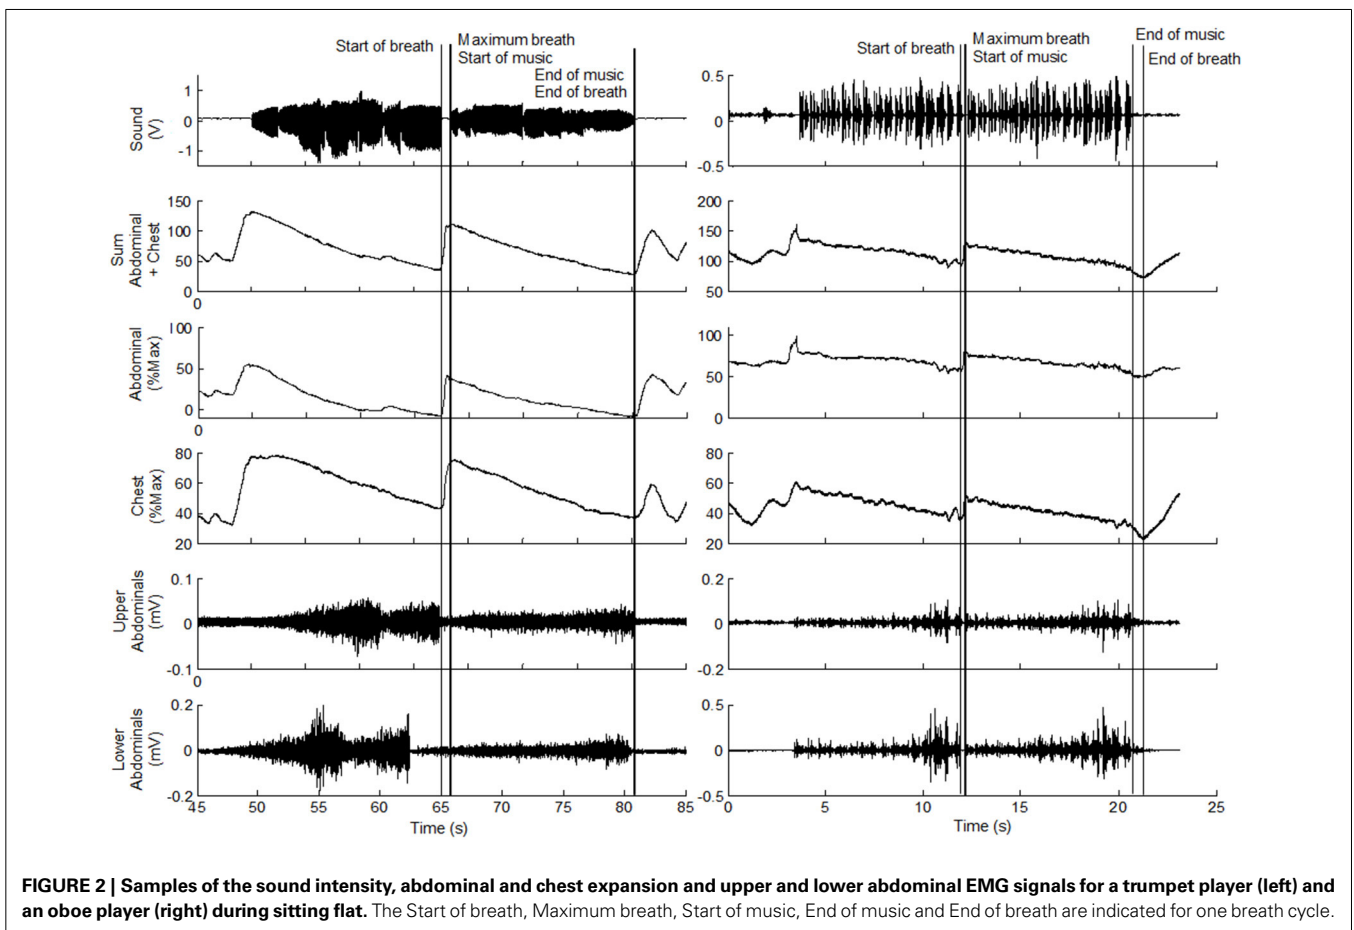 Start of breath
Maximum breath
Start of music
End of music
End of breath
Start of breath
Maximum breath
Start of music
End of music
End of breath
Sound
(V)
1
0
-1
0.5
0
-0.5
Sum
Abdominal
+ Chest
150
100
50
0
0
200
150
100
50
Abdominal
(%Max)
100
50
0
0
100
50
0
Chest
(%Max)
80
60
40
20
80
60
40
20
Upper
Abdominals
(mV)
0.1
0
-0.1
0
0.2
0
-0.2
Lower
Abdominals
(mV)
0.2
0
-0.2
0.5
0
-0.5
45 50 55 60 65 70 75 80 85
Time (s)
0 5 10 15 20 25
Time (s)
FIGURE 2 | Samples of the sound intensity, abdominal and chest expansion and upper and lower abdominal EMG signals for a trumpet player (left) and
an oboe player (right) during sitting flat. The Start of breath, Maximum breath, Start of music, End of music and End of breath are indicated for one breath cycle.